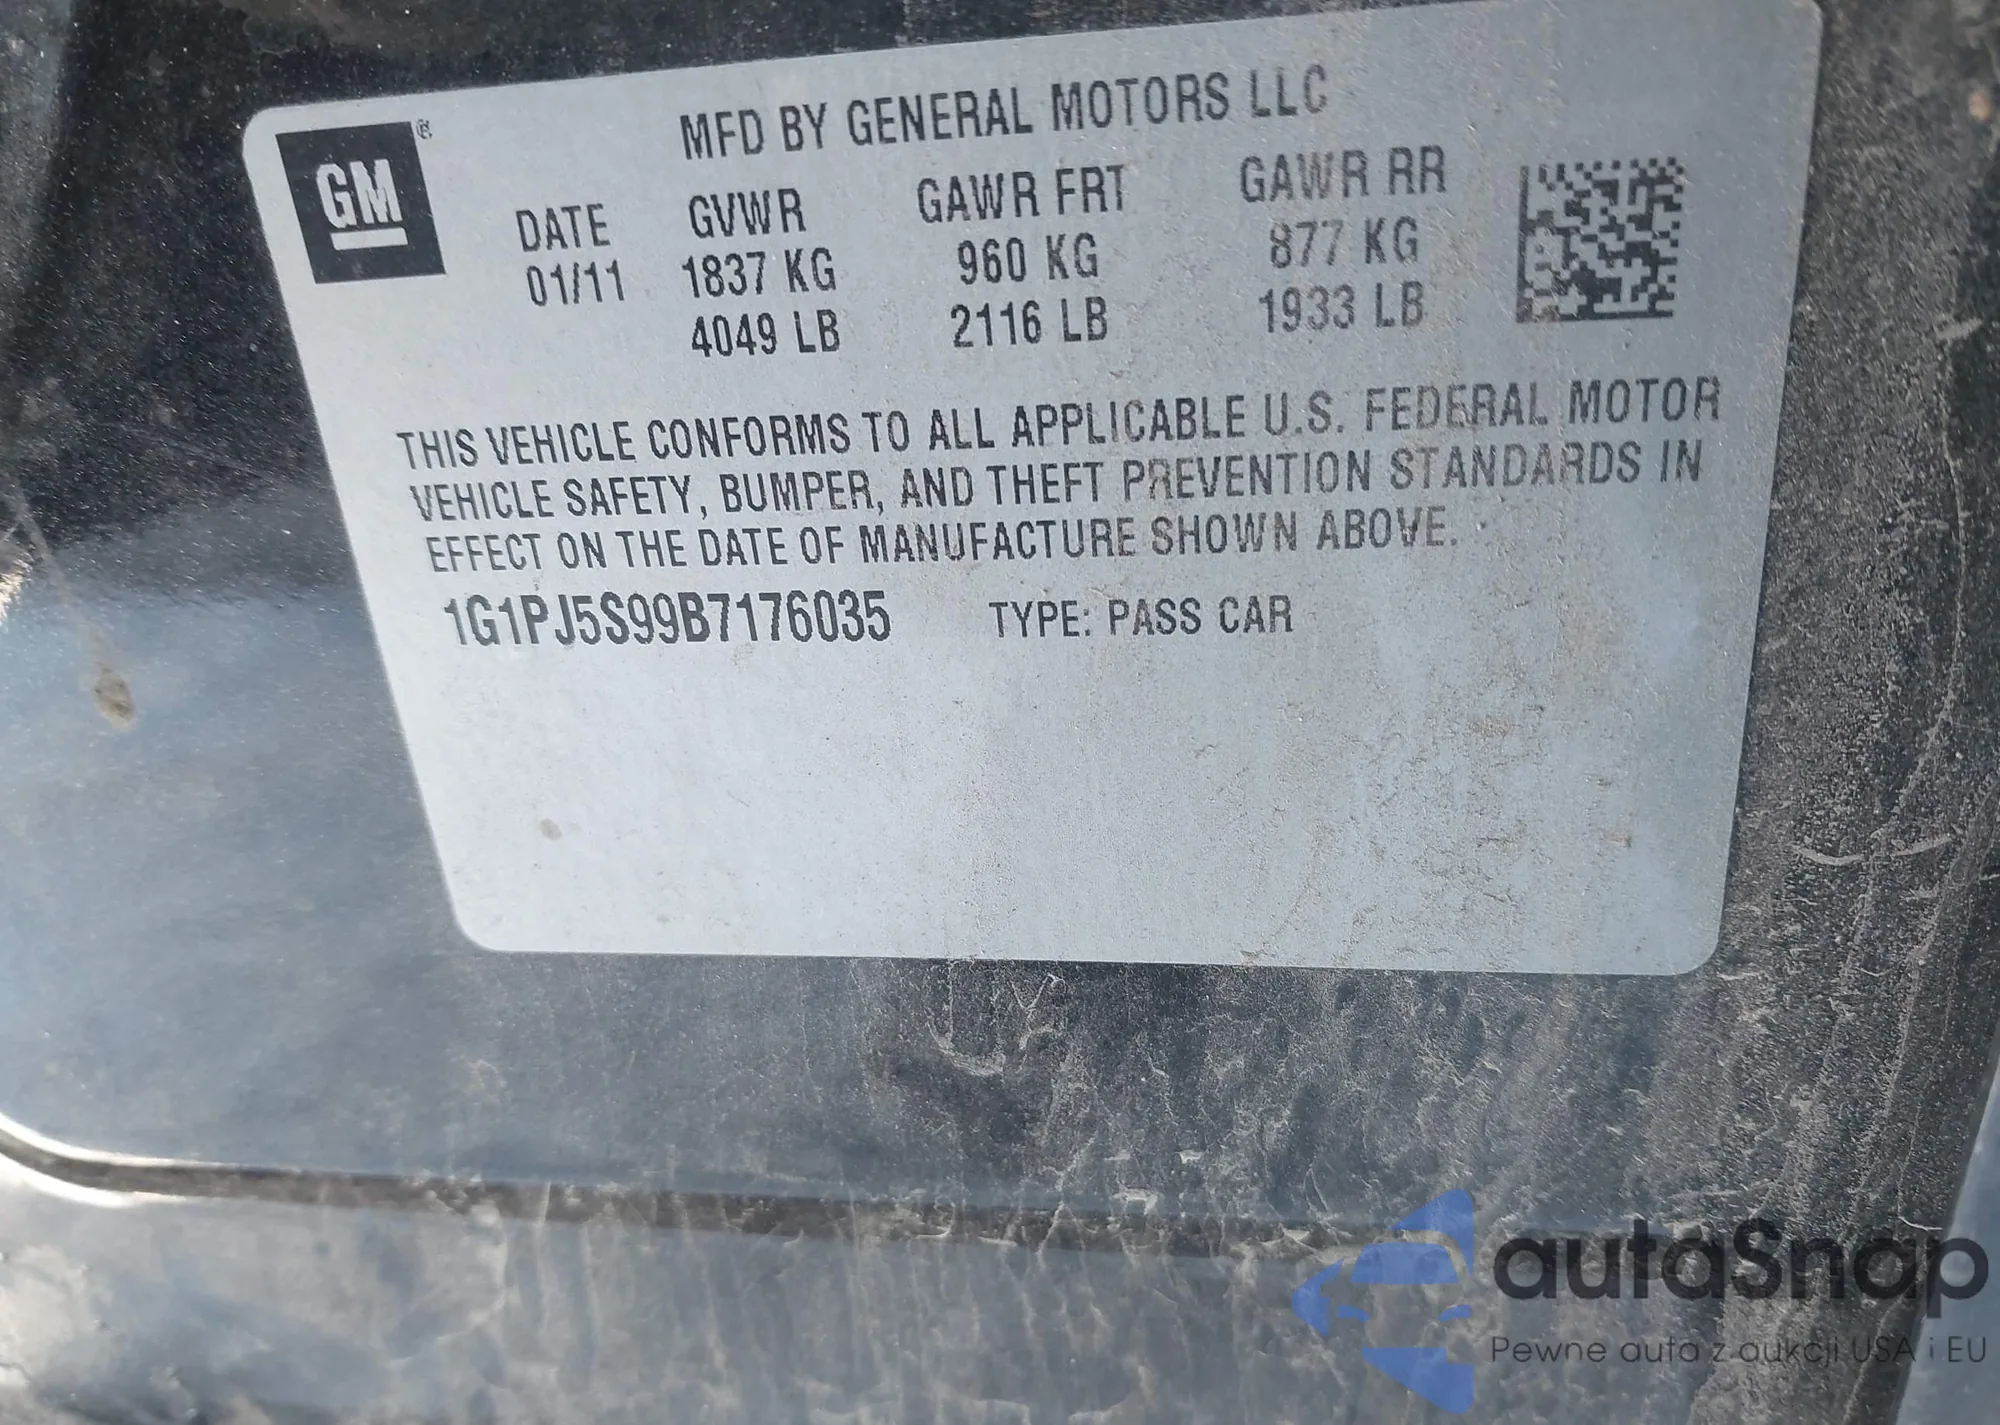 GM®
MFD BY GENERAL MOTORS LLC
DATE GVWR GAWR FRT GAWR RR
01/11 1837 KG 960 KG 877 KG
4049 LB 2116 LB 1933 LB
THIS VEHICLE CONFORMS TO ALL APPLICABLE U.S. FEDERAL MOTOR
VEHICLE SAFETY, BUMPER, AND THEFT PREVENTION STANDARDS IN
EFFECT ON THE DATE OF MANUFACTURE SHOWN ABOVE.
1G1PJ5S99B7176035 TYPE: PASS CAR
autaSnap
Pewne auta z aukcji USA i EU